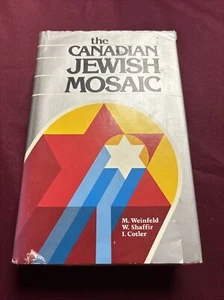 the
CANADIAN
JEWISH
MOSAIC
M. Weinfeld
W. Shaffir
I. Cotler